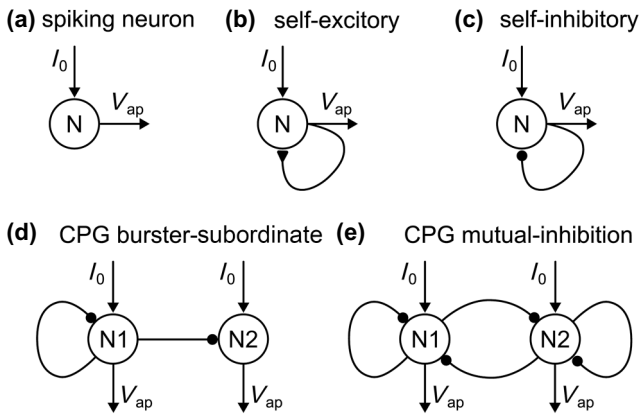 (a) spiking neuron
(b) self-excitory
(c) self-inhibitory
I0
I0
I0
N
Vap
N
Vap
N
Vap
(d) CPG burster-subordinate
(e) CPG mutual-inhibition
I0
I0
I0
I0
N1
N2
N1
N2
Vap
Vap
Vap
Vap